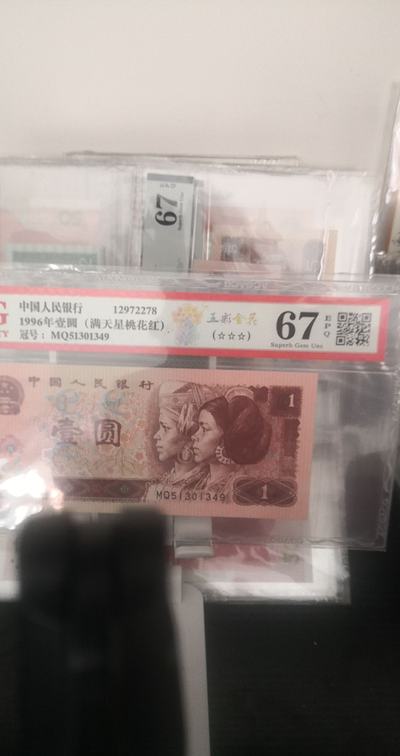 67
G
中国人民银行 12972278
1996年壹圆（满天星桃花红）
冠号：MQ51301349
五彩金花
(☆☆☆)
67
EPQ
Superb Gem Unc
中国人民银行
壹圆
1
MQ51301349
1